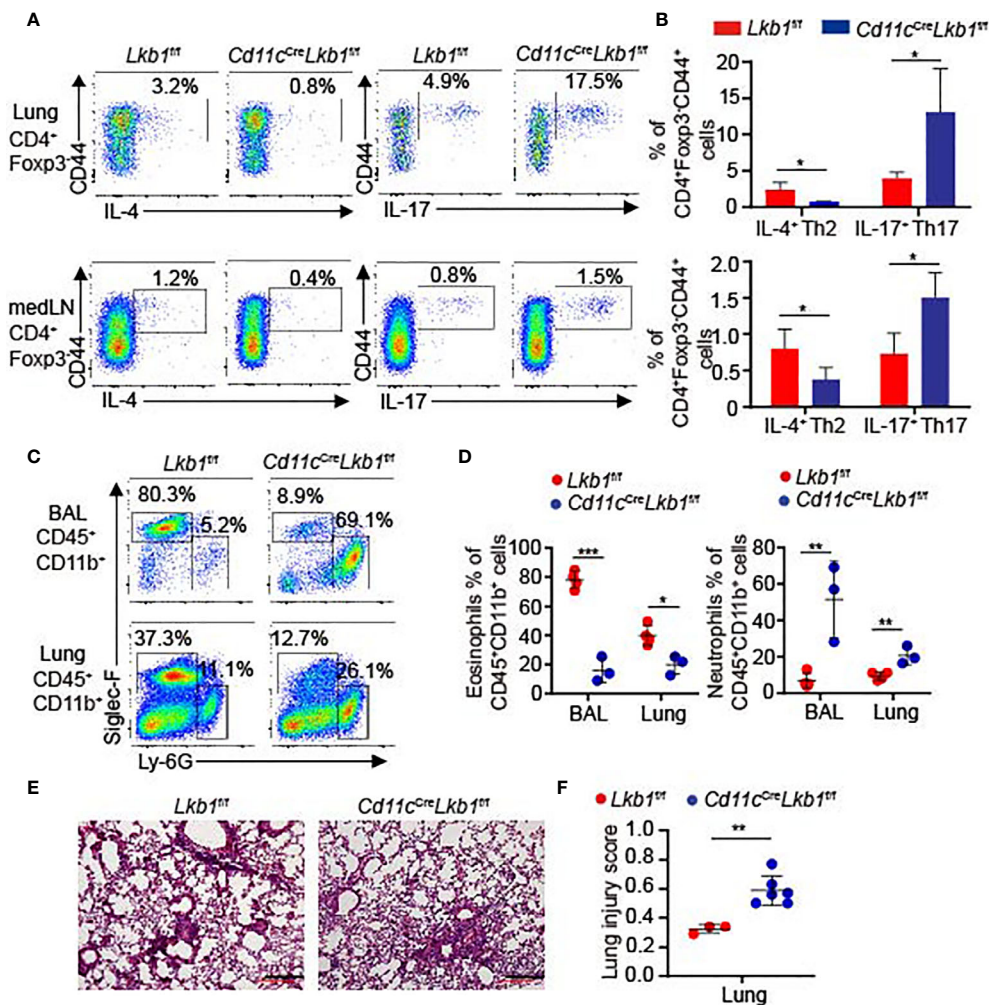 A
Lkb1f/f
Cd11cCreLkb1f/f
Lkb1f/f
Cd11cCreLkb1f/f
Lung
CD4+
Foxp3-
3.2%
0.8%
4.9%
17.5%
CD44
CD44
IL-4
IL-17
medLN
CD4+
Foxp3-
1.2%
0.4%
0.8%
1.5%
CD44
CD44
IL-4
IL-17
B
Lkb1f/f
Cd11cCreLkb1f/f
% of
CD4+Foxp3-CD44+
cells
20
15
10
5
0
*
*
IL-4+ Th2
IL-17+ Th17
% of
CD4+Foxp3-CD44+
cells
2.0
1.5
1.0
0.5
0
*
*
IL-4+ Th2
IL-17+ Th17
C
Lkb1f/f
Cd11cCreLkb1f/f
BAL
CD45+
CD11b+
80.3%
5.2%
8.9%
69.1%
Lung
CD45+
CD11b+
37.3%
11.1%
12.7%
26.1%
Siglec-F
Ly-6G
D
Lkb1f/f
Cd11cCreLkb1f/f
Eosinophils % of
CD45+CD11b+ cells
100
80
60
40
20
0
***
*
BAL
Lung
Lkb1f/f
Cd11cCreLkb1f/f
Neutrophils % of
CD45+CD11b+ cells
80
60
40
20
0
**
**
BAL
Lung
E
Lkb1f/f
Cd11cCreLkb1f/f
F
Lkb1f/f
Cd11cCreLkb1f/f
Lung injury score
1.0
0.8
0.6
0.4
0.2
0
**
Lung